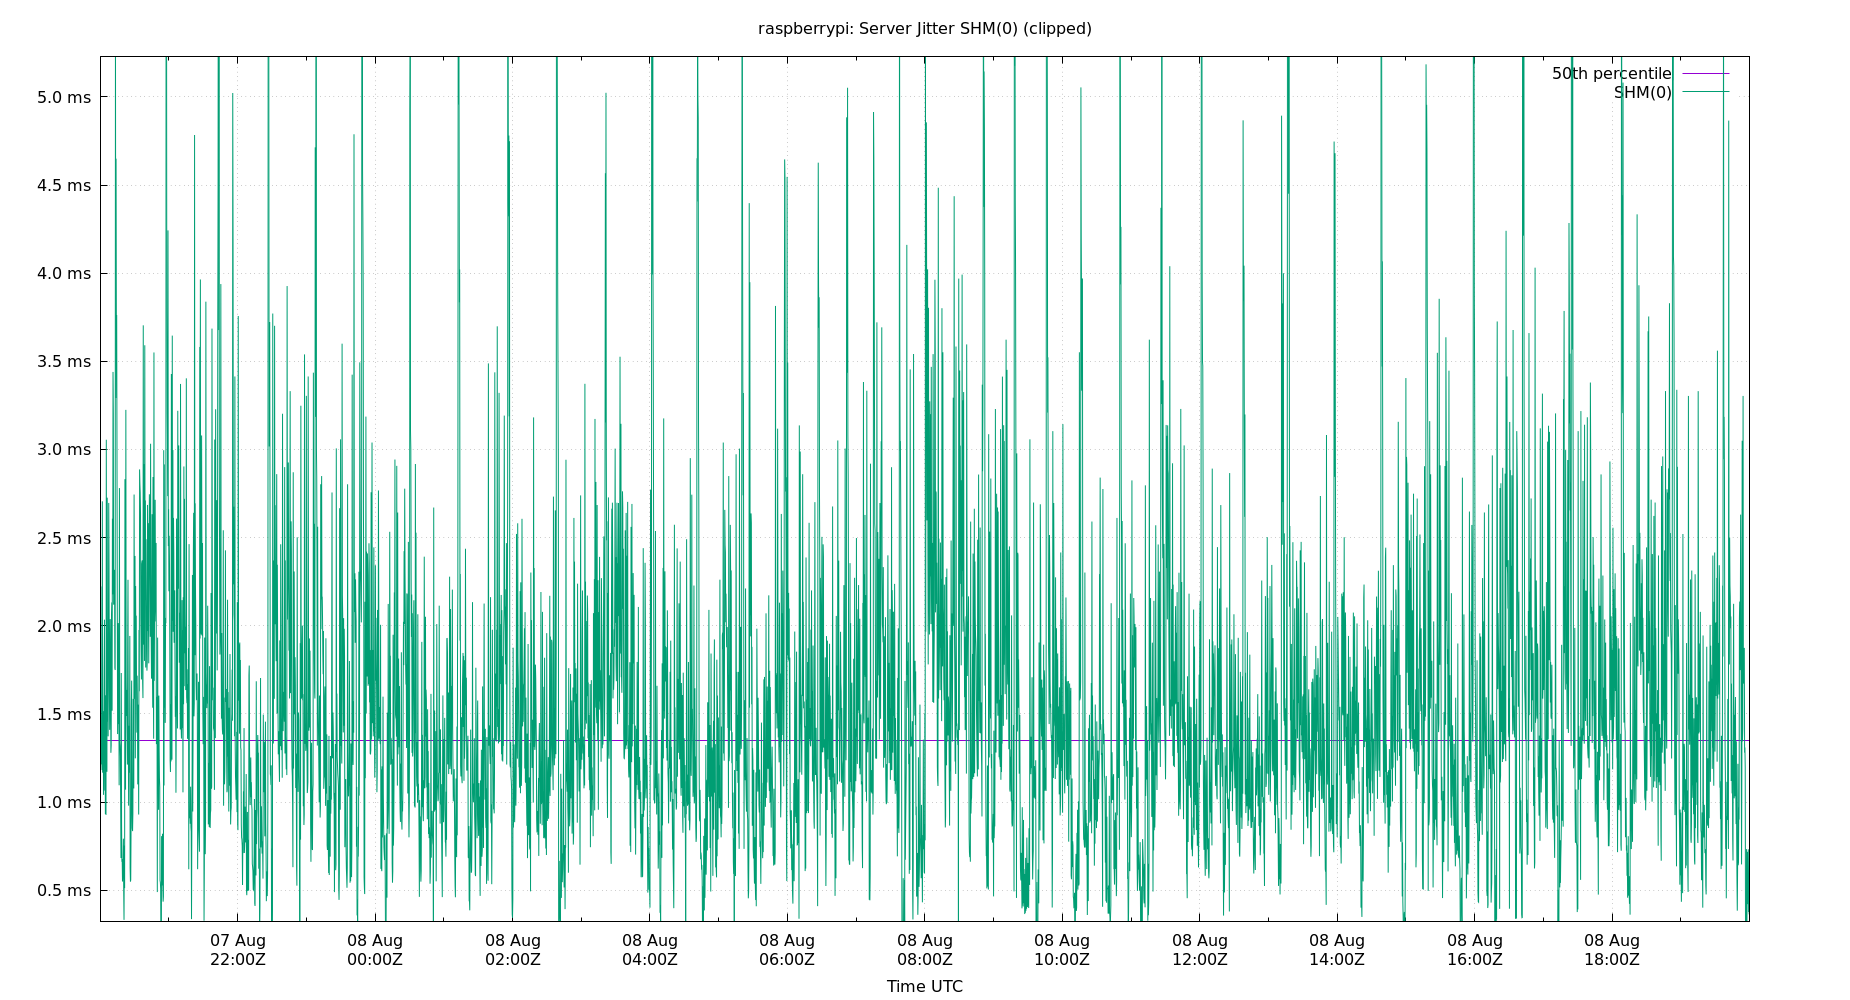 raspberrypi: Server Jitter SHM(0) (clipped)
50th percentile
SHM(0)
5.0 ms
4.5 ms
4.0 ms
3.5 ms
3.0 ms
2.5 ms
2.0 ms
1.5 ms
1.0 ms
0.5 ms
07 Aug 08 Aug 08 Aug 08 Aug 08 Aug 08 Aug 08 Aug 08 Aug 08 Aug 08 Aug 08 Aug
22:00Z 00:00Z 02:00Z 04:00Z 06:00Z 08:00Z 10:00Z 12:00Z 14:00Z 16:00Z 18:00Z
Time UTC